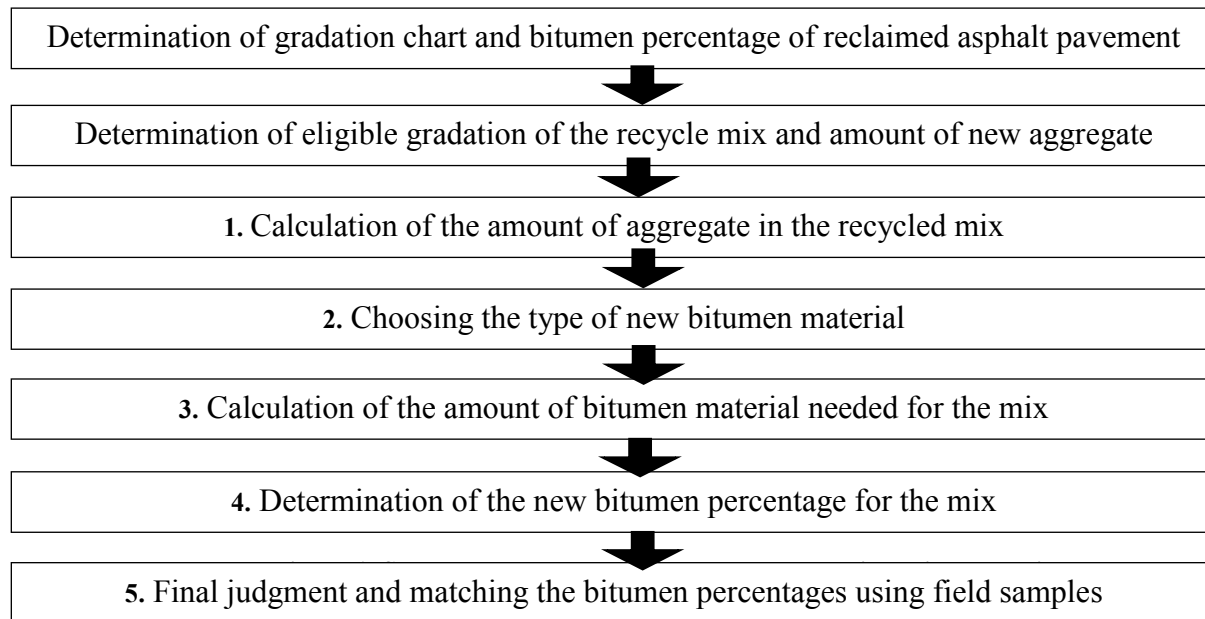 Determination of gradation chart and bitumen percentage of reclaimed asphalt pavement
Determination of eligible gradation of the recycle mix and amount of new aggregate
1. Calculation of the amount of aggregate in the recycled mix
2. Choosing the type of new bitumen material
3. Calculation of the amount of bitumen material needed for the mix
4. Determination of the new bitumen percentage for the mix
5. Final judgment and matching the bitumen percentages using field samples